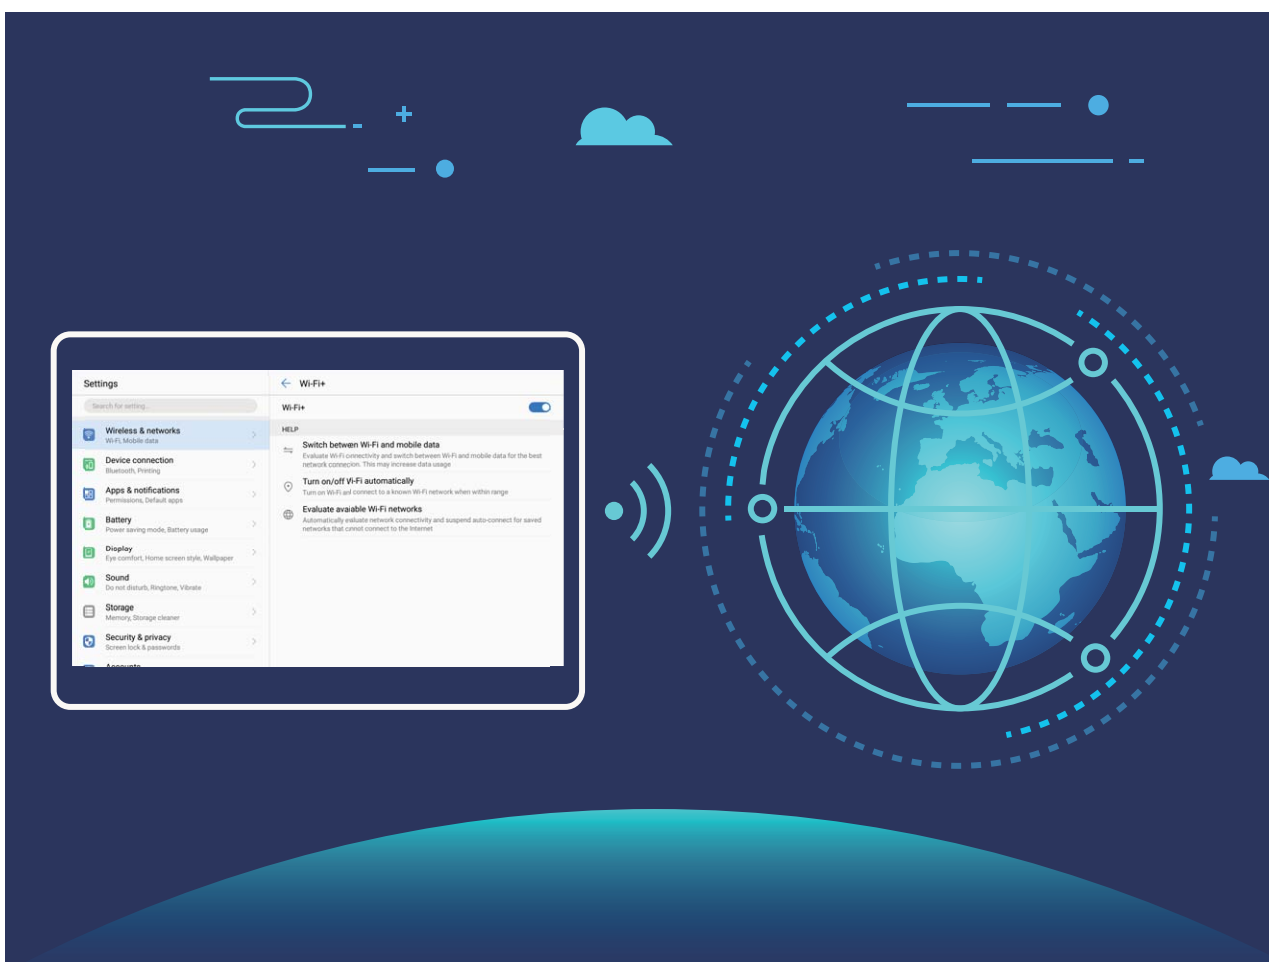 Settings
Search for setting...
Wireless & networks
Wi-Fi, Mobile data
Device connection
Bluetooth, Printing
Apps & notifications
Permissions, Default apps
Battery
Power saving mode, Battery usage
Display
Eye comfort, Home screen style, Wallpaper
Sound
Do not disturb, Ringtone, Vibrate
Storage
Memory, Storage cleaner
Security & privacy
Screen lock & passwords
Accounts
Wi-Fi+
Wi-Fi+
HELP
Switch between Wi-Fi and mobile data
Evaluate Wi-Fi connectivity and switch between Wi-Fi and mobile data for the best
network connecion. This may increase data usage
Turn on/off Wi-Fi automatically
Turn on Wi-Fi and connect to a known Wi-Fi network when within range
Evaluate avaiable Wi-Fi networks
Automatically evaluate network connectivity and suspend auto-connect for saved
networks that cnnot connect to the Internet